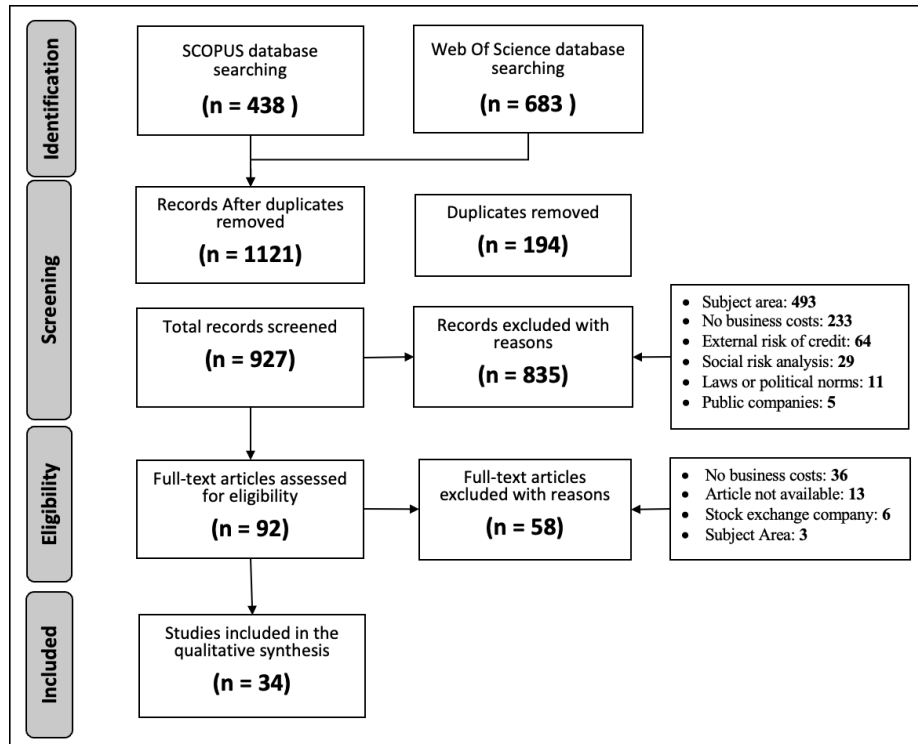 Identification
SCOPUS database
searching
(n = 438 )
Web Of Science database
searching
(n = 683 )
Screening
Records After duplicates
removed
(n = 1121)
Duplicates removed
(n = 194)
Total records screened
(n = 927)
Records excluded with
reasons
(n = 835)
• Subject area: 493
• No business costs: 233
• External risk of credit: 64
• Social risk analysis: 29
• Laws or political norms: 11
• Public companies: 5
Eligibility
Full-text articles assessed
for eligibility
(n = 92)
Full-text articles
excluded with reasons
(n = 58)
• No business costs: 36
• Article not available: 13
• Stock exchange company: 6
• Subject Area: 3
Included
Studies included in the
qualitative synthesis
(n = 34)